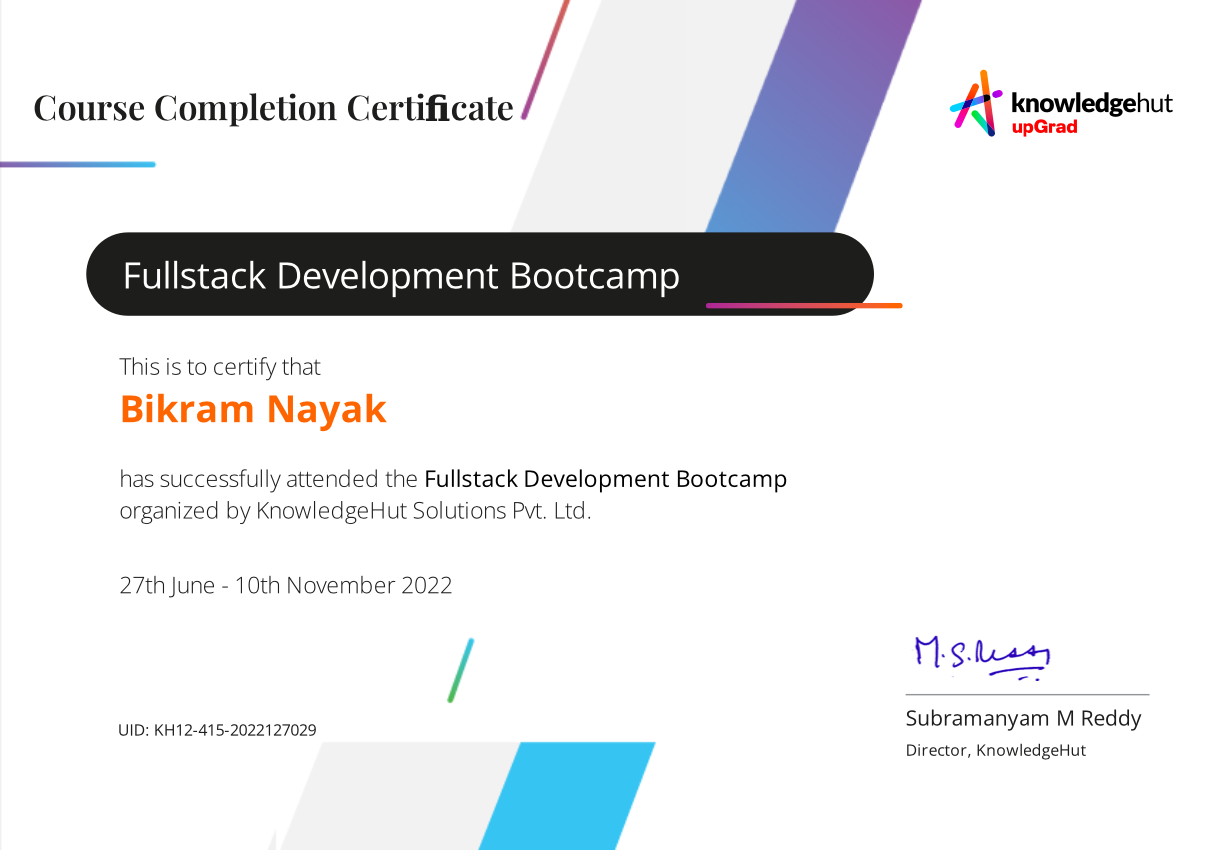 Course Completion Certificate
knowledgehut
upGrad
Fullstack Development Bootcamp
This is to certify that
Bikram Nayak
has successfully attended the Fullstack Development Bootcamp
organized by KnowledgeHut Solutions Pvt. Ltd.
27th June - 10th November 2022
M.S.Reddy
Subramanyam M Reddy
Director, KnowledgeHut
UID: KH12-415-2022127029